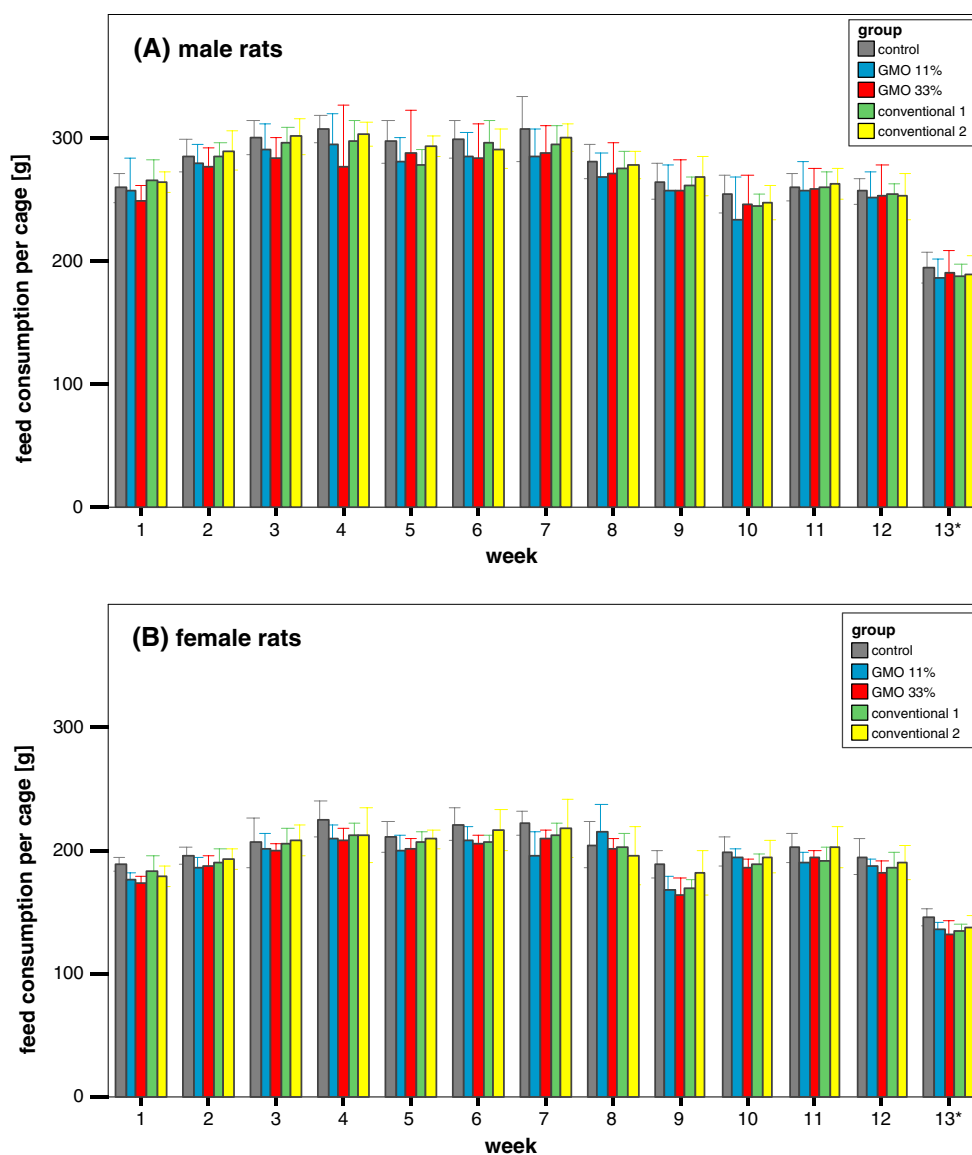 (A) male rats
group
control
GMO 11%
GMO 33%
conventional 1
conventional 2
feed consumption per cage [g]
300
200
100
0
1 2 3 4 5 6 7 8 9 10 11 12 13*
week
(B) female rats
group
control
GMO 11%
GMO 33%
conventional 1
conventional 2
feed consumption per cage [g]
300
200
100
0
1 2 3 4 5 6 7 8 9 10 11 12 13*
week